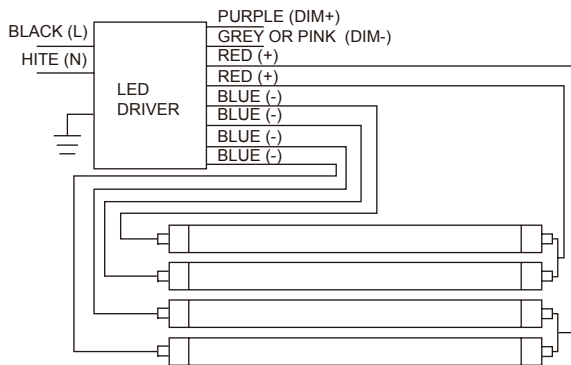 BLACK (L)
HITE (N)
LED
DRIVER
PURPLE (DIM+)
GREY OR PINK (DIM-)
RED (+)
RED (+)
BLUE (-)
BLUE (-)
BLUE (-)
BLUE (-)